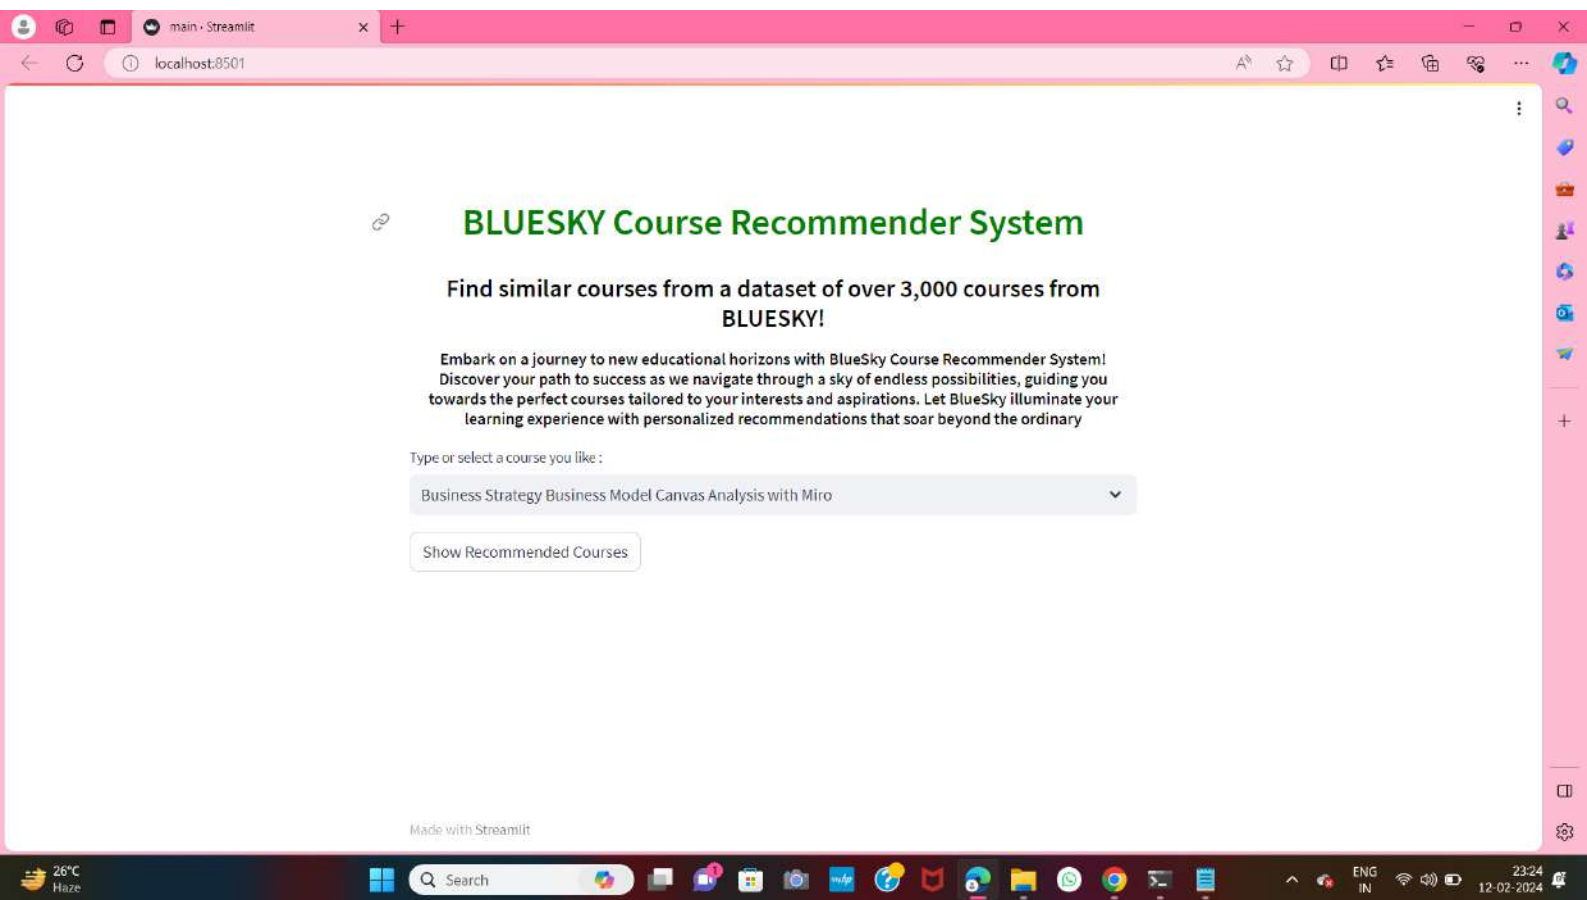 main · Streamlit
localhost:8501
BLUESKY Course Recommender System
Find similar courses from a dataset of over 3,000 courses from
BLUESKY!
Embark on a journey to new educational horizons with BlueSky Course Recommender System!
Discover your path to success as we navigate through a sky of endless possibilities, guiding you
towards the perfect courses tailored to your interests and aspirations. Let BlueSky illuminate your
learning experience with personalized recommendations that soar beyond the ordinary
Type or select a course you like :
Business Strategy Business Model Canvas Analysis with Miro
Show Recommended Courses
Made with Streamlit
26°C
Haze
Search
ENG
IN
23:24
12-02-2024